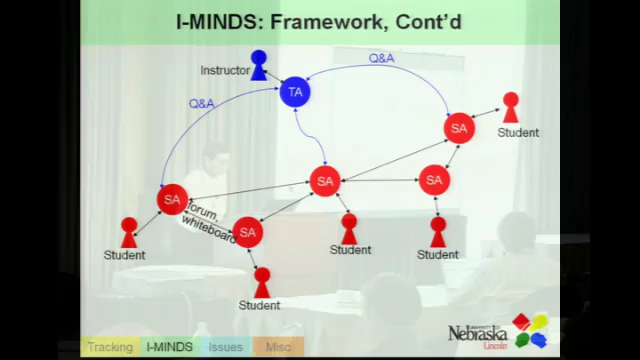 I-MINDS: Framework, Cont'd
Q&A
Instructor
TA
Q&A
SA
Student
SA
SA
SA
forum,
whiteboard
SA
Student
Student
Student
Student
Nebraska
Lincoln
Tracking
I-MINDS
Issues
Misc